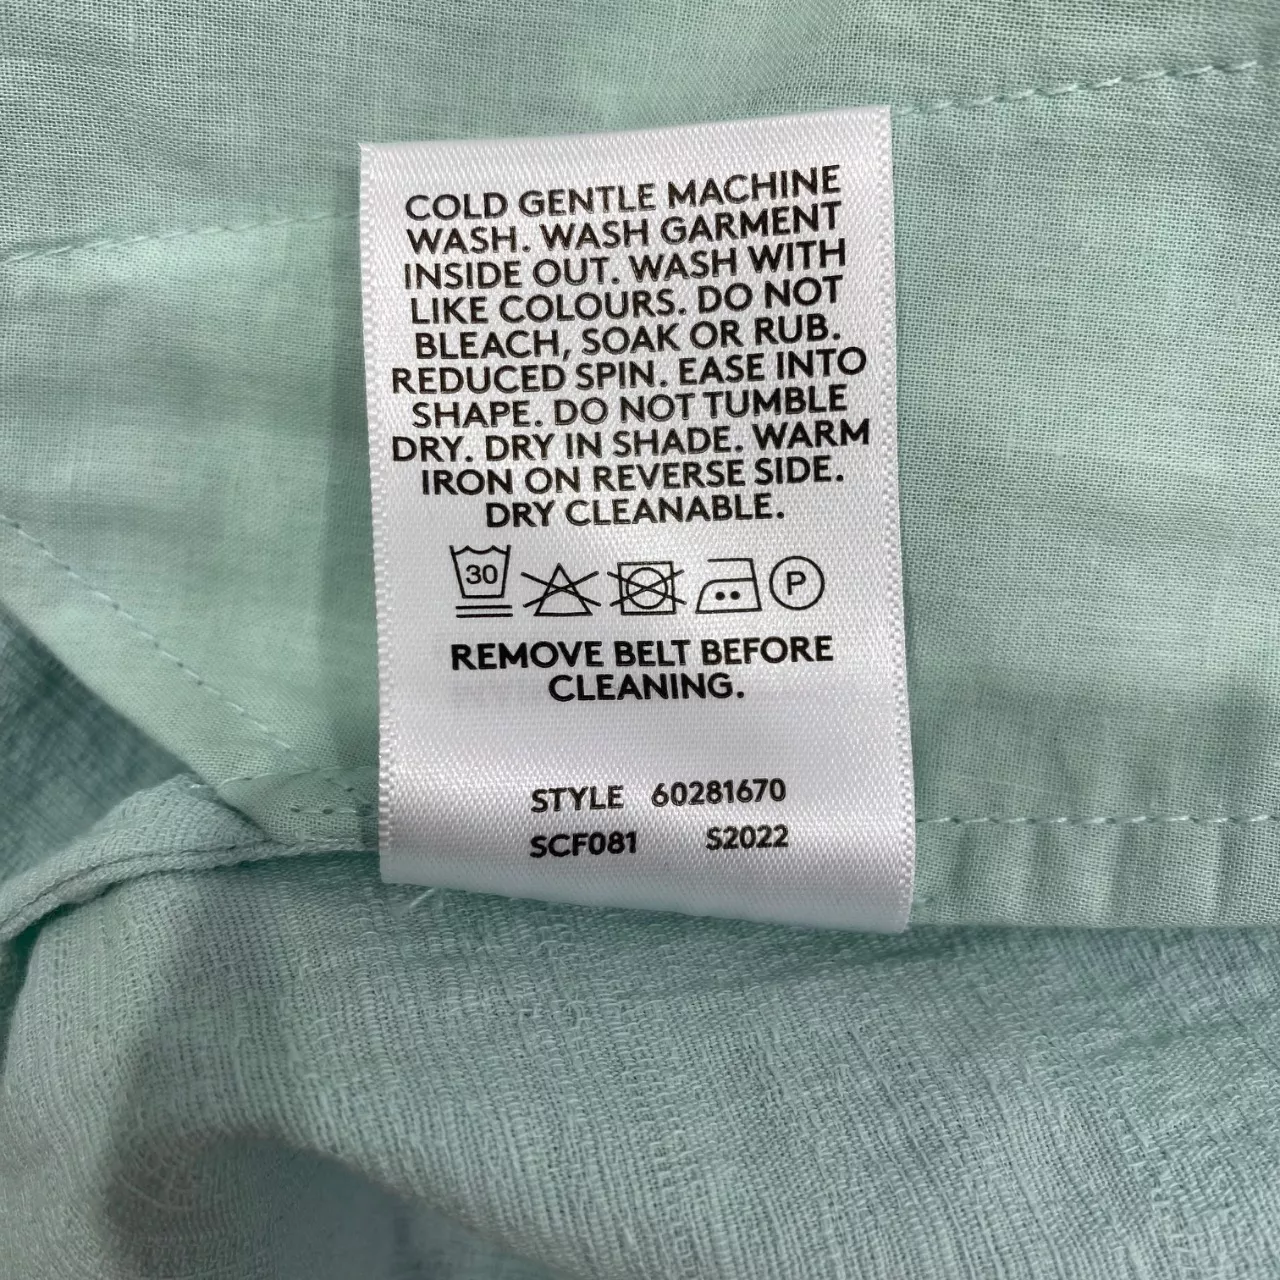 COLD GENTLE MACHINE
WASH. WASH GARMENT
INSIDE OUT. WASH WITH
LIKE COLOURS. DO NOT
BLEACH, SOAK OR RUB.
REDUCED SPIN. EASE INTO
SHAPE. DO NOT TUMBLE
DRY. DRY IN SHADE. WARM
IRON ON REVERSE SIDE.
DRY CLEANABLE.
30 P
REMOVE BELT BEFORE
CLEANING.
STYLE 60281670
SCF081 S2022